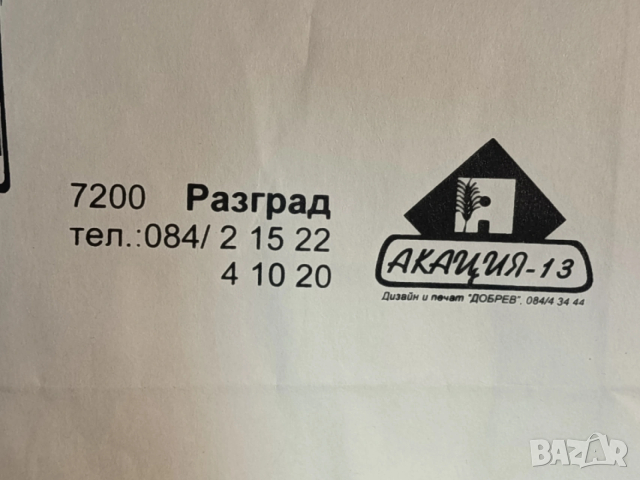 7200 Разград
тел.:084/ 2 15 22
4 10 20
АКАЦИЯ-13
Дизайн и печат "ДОБРЕВ", 084/4 34 44
BAZAR